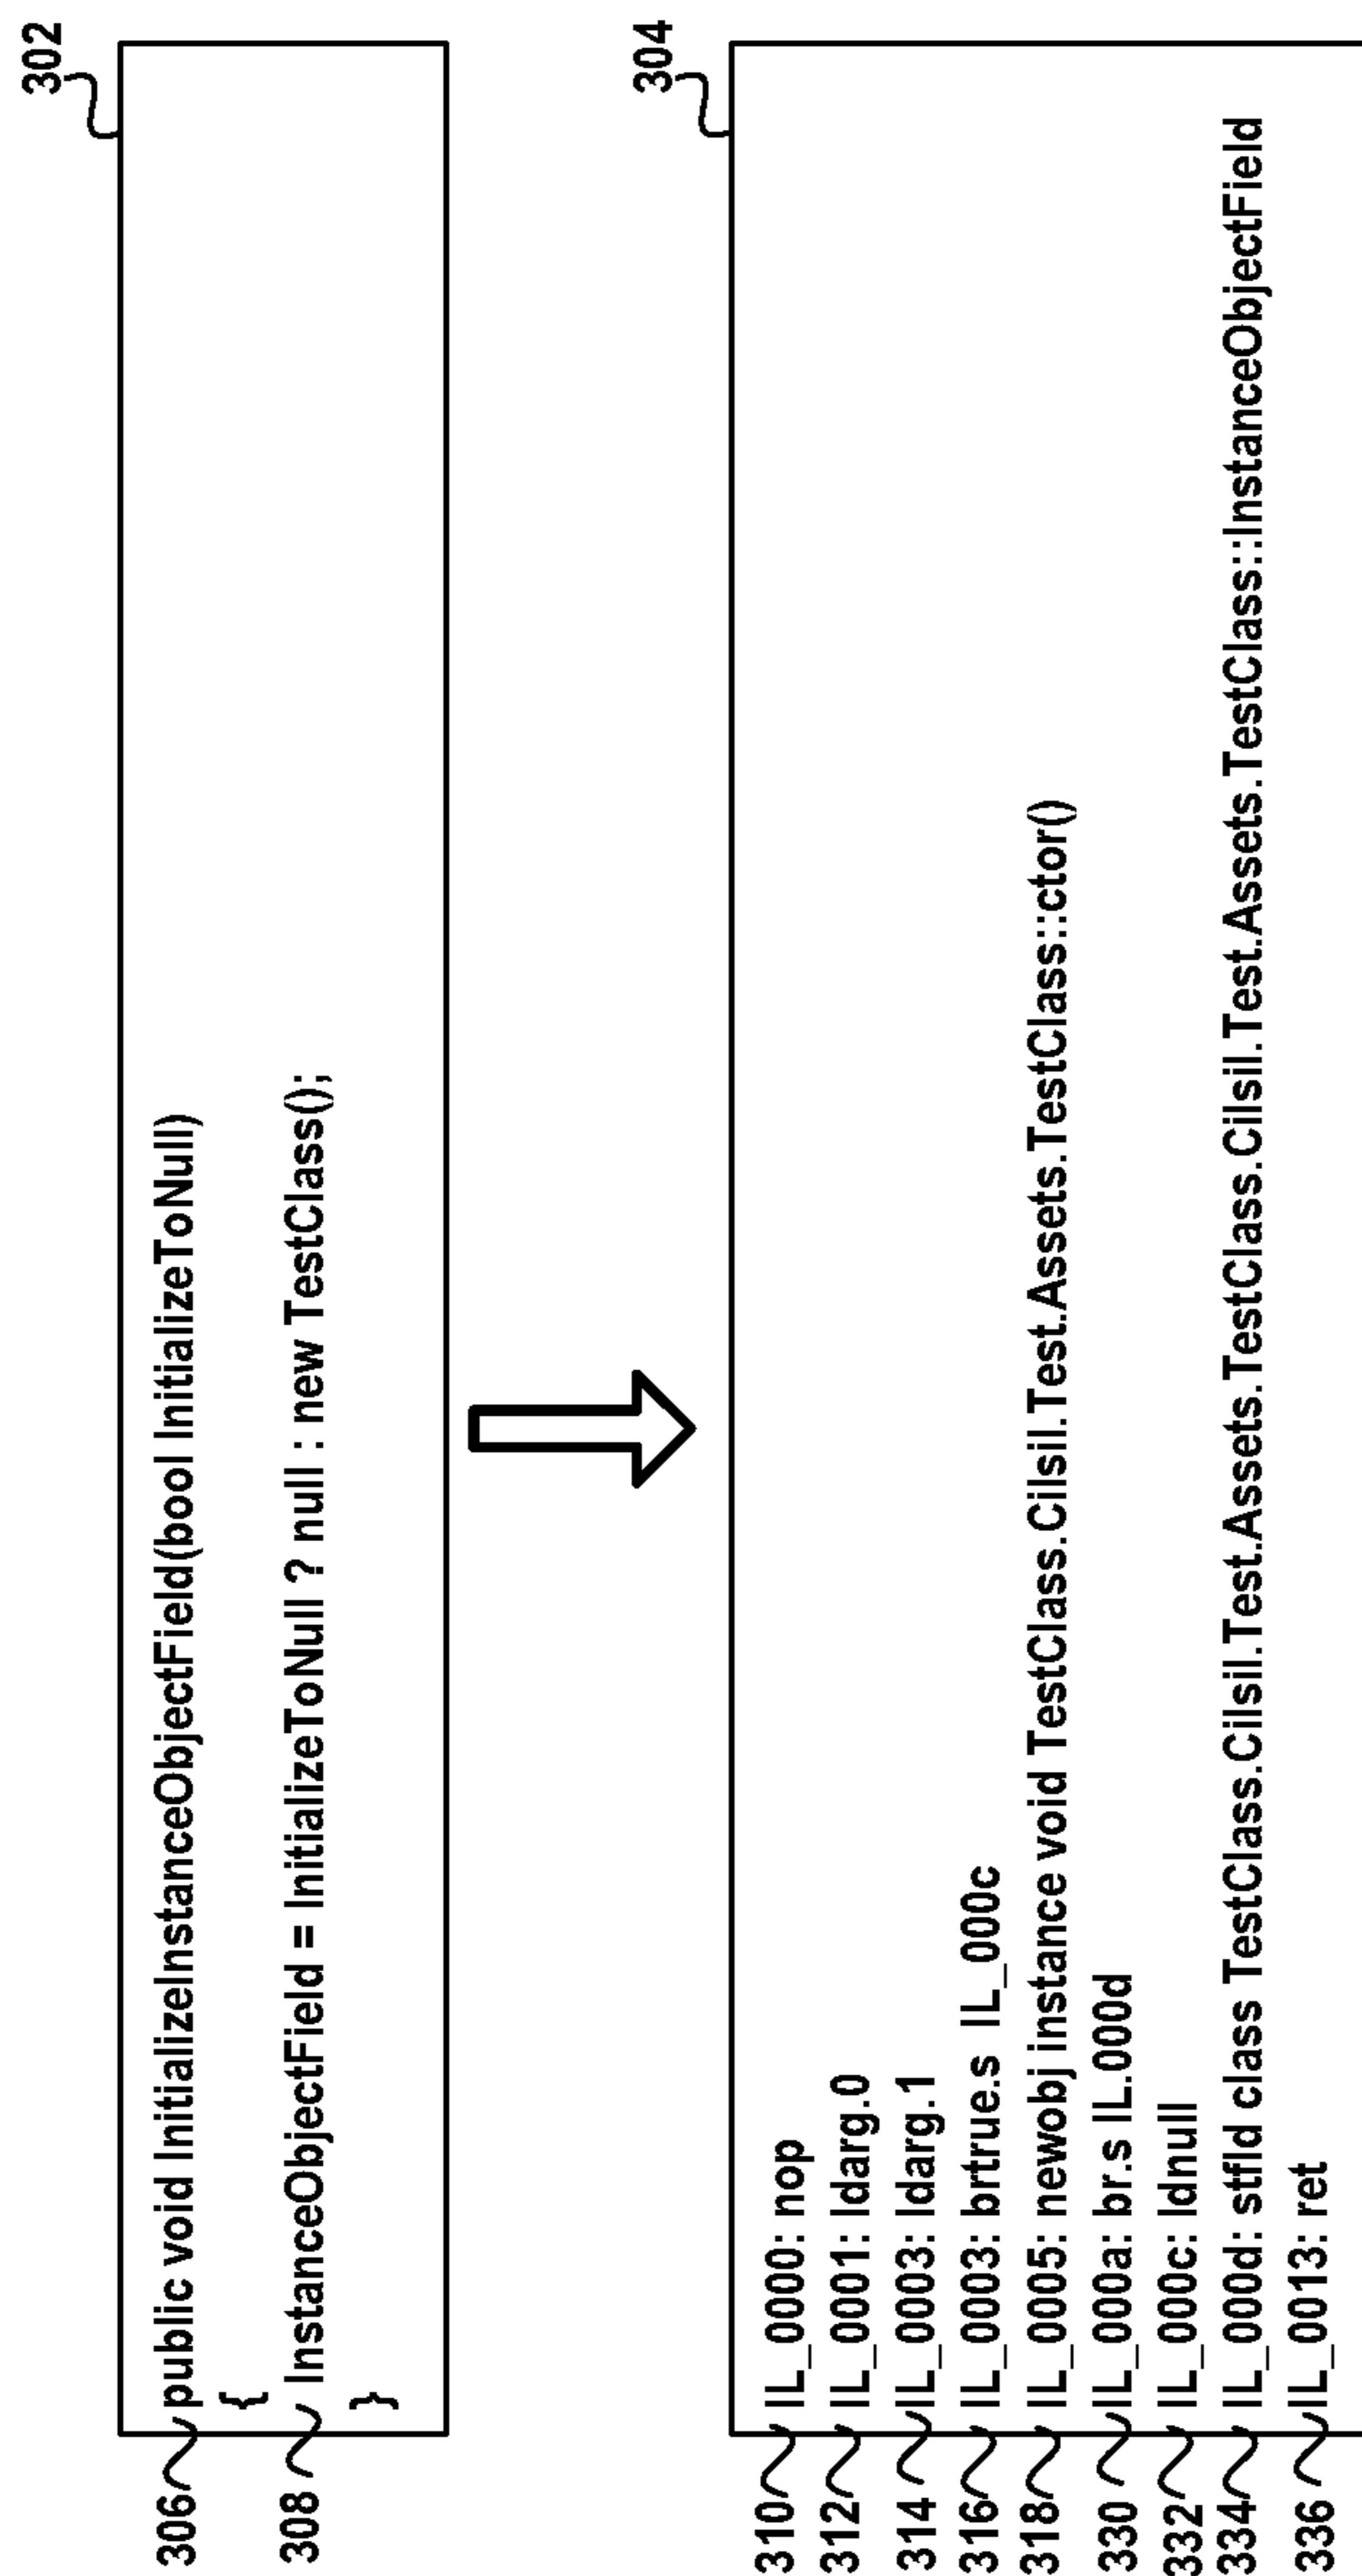 302
306 public void InitializeInstanceObjectField(bool InitializeToNull)
{
308 InstanceObjectField = InitializeToNull ? null : new TestClass();
}
304
310 IL_0000: nop
312 IL_0001: ldarg.0
314 IL_0003: ldarg.1
316 IL_0003: brtrue.s IL_000c
318 IL_0005: newobj instance void TestClass.Cilsil.Test.Assets.TestClass::ctor()
330 IL_000a: br.s IL.000d
332 IL_000c: ldnull
334 IL_000d: stfld class TestClass.Cilsil.Test.Assets.TestClass.Cilsil.Test.Assets.TestClass::InstanceObjectField
336 IL_0013: ret